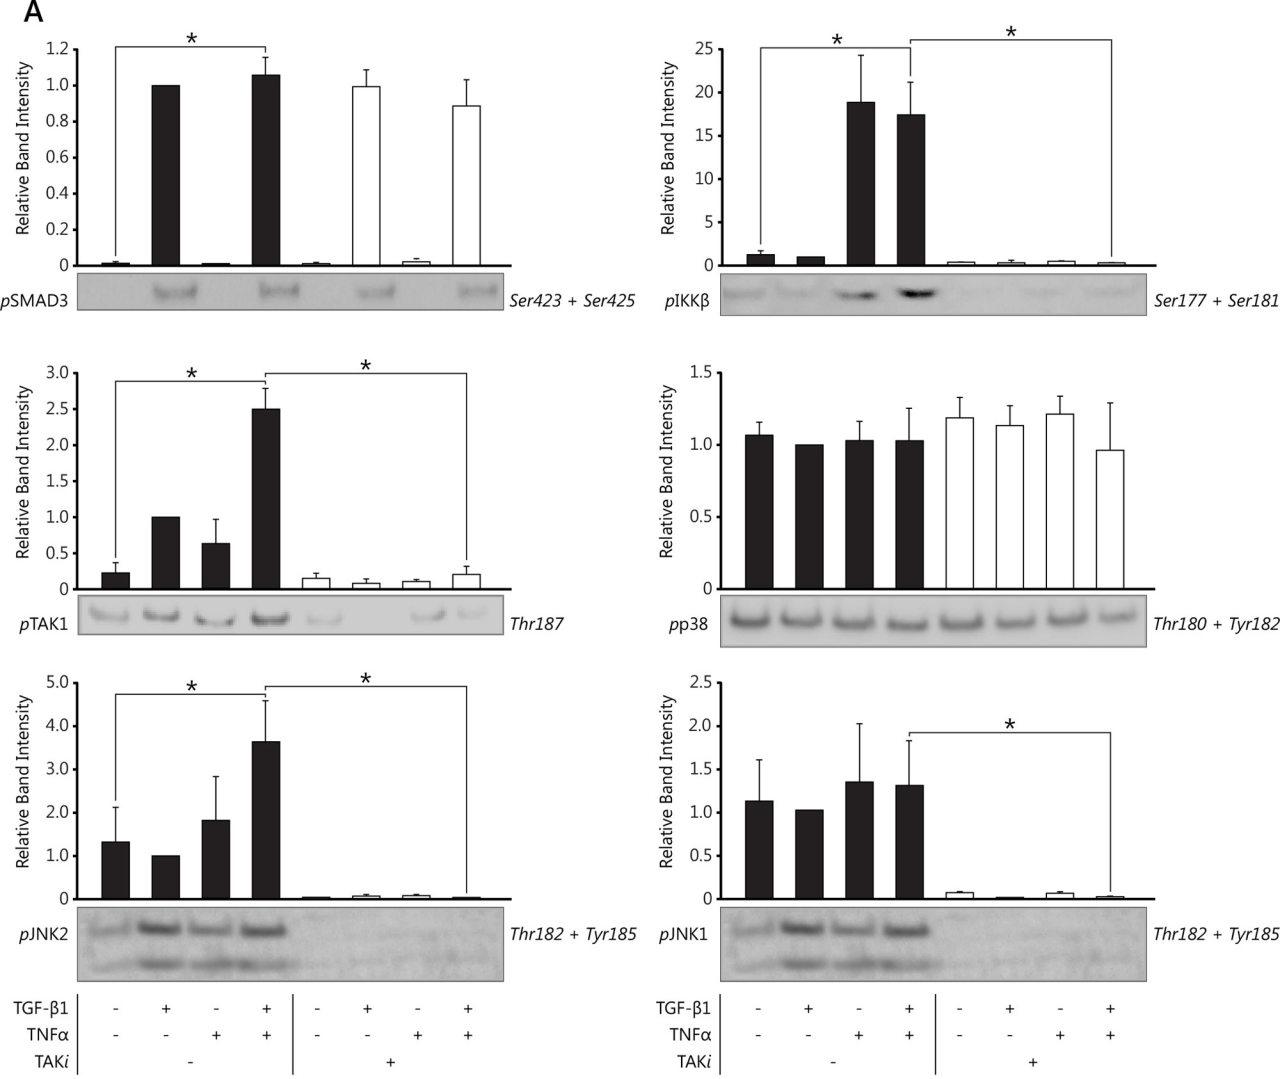 A
*
Relative Band Intensity
1.2
1.0
0.8
0.6
0.4
0.2
0
pSMAD3
Ser423 + Ser425
*
*
Relative Band Intensity
25
20
15
10
5
0
pIKKβ
Ser177 + Ser181
*
*
Relative Band Intensity
3.0
2.5
2.0
1.5
1.0
0.5
0
pTAK1
Thr187
Relative Band Intensity
1.5
1.0
0.5
0
pp38
Thr180 + Tyr182
*
*
Relative Band Intensity
5.0
4.0
3.0
2.0
1.0
0
pJNK2
Thr182 + Tyr185
*
Relative Band Intensity
2.5
2.0
1.5
1.0
0.5
0
pJNK1
Thr182 + Tyr185
TGF-β1 - + - + - + - +
TNFα - - + + - - + +
TAKi - +
TGF-β1 - + - + - + - +
TNFα - - + + - - + +
TAKi - +